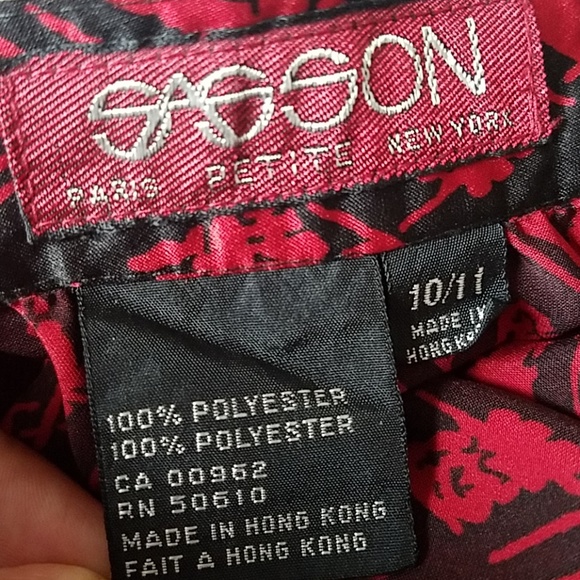 SASSON
PARIS PETITE NEW YORK
10/11
MADE IN
HONG KONG
100% POLYESTER
100% POLYESTER
CA 00962
RN 50610
MADE IN HONG KONG
FAIT A HONG KONG